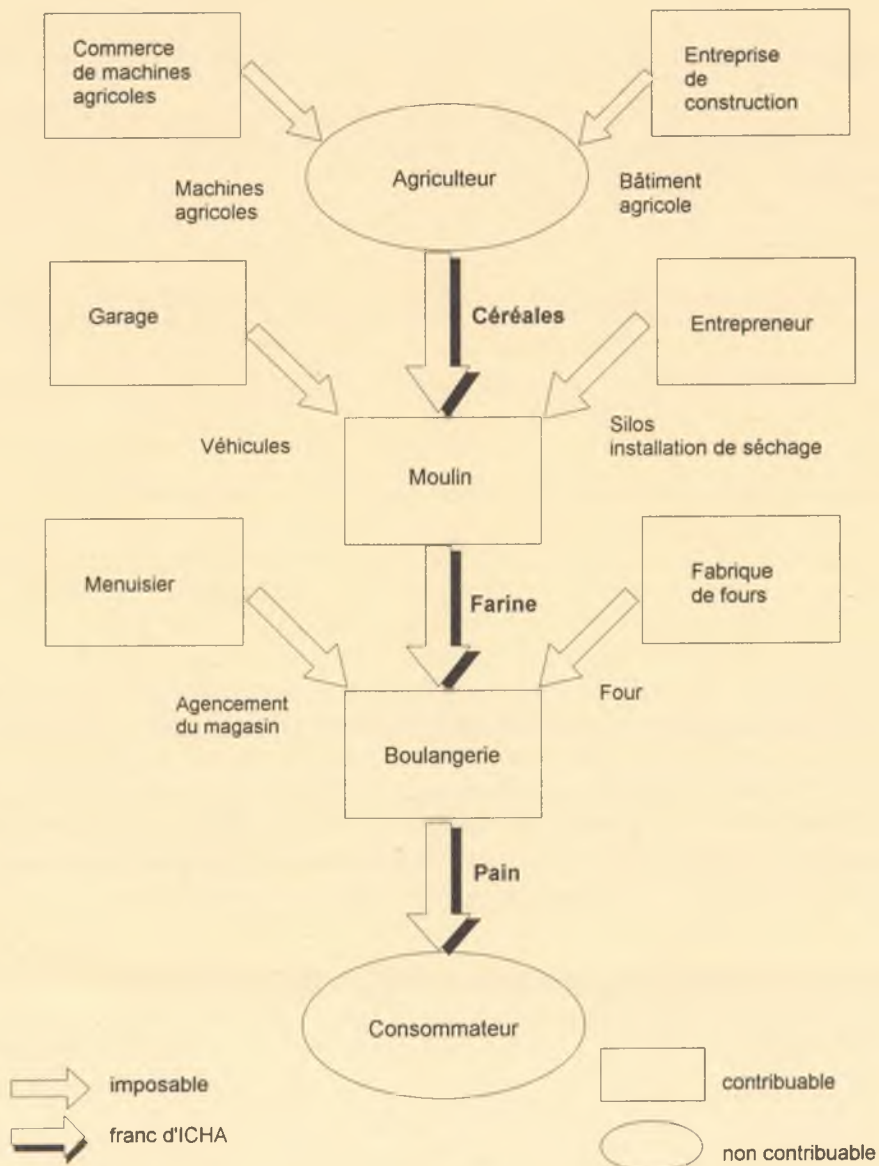 Commerce
de machines
agricoles
Entreprise
de
construction
Agriculteur
Machines
agricoles
Bâtiment
agricole
Garage
Céréales
Entrepreneur
Véhicules
Silos
installation de séchage
Moulin
Menuisier
Farine
Fabrique
de fours
Agencement
du magasin
Four
Boulangerie
Pain
Consommateur
imposable
contribuable
franc d'ICHA
non contribuable